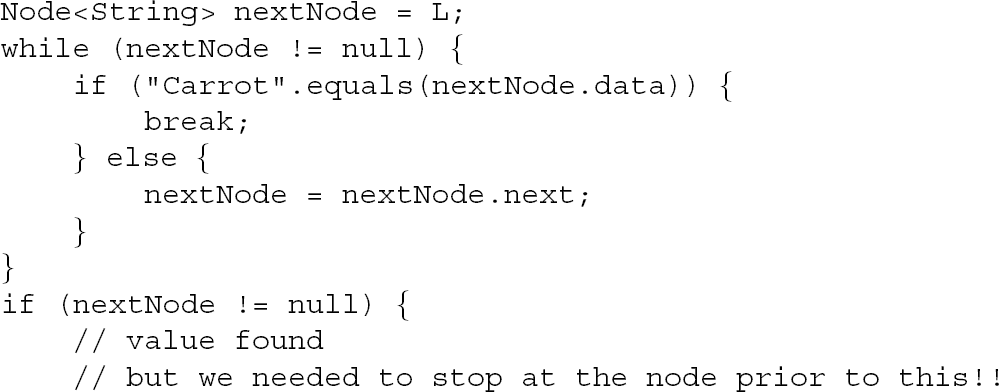 Node<String> nextNode = L;
while (nextNode != null) {
    if ("Carrot".equals(nextNode.data)) {
        break;
    } else {
        nextNode = nextNode.next;
    }
}
if (nextNode != null) {
    // value found
    // but we needed to stop at the node prior to this!!